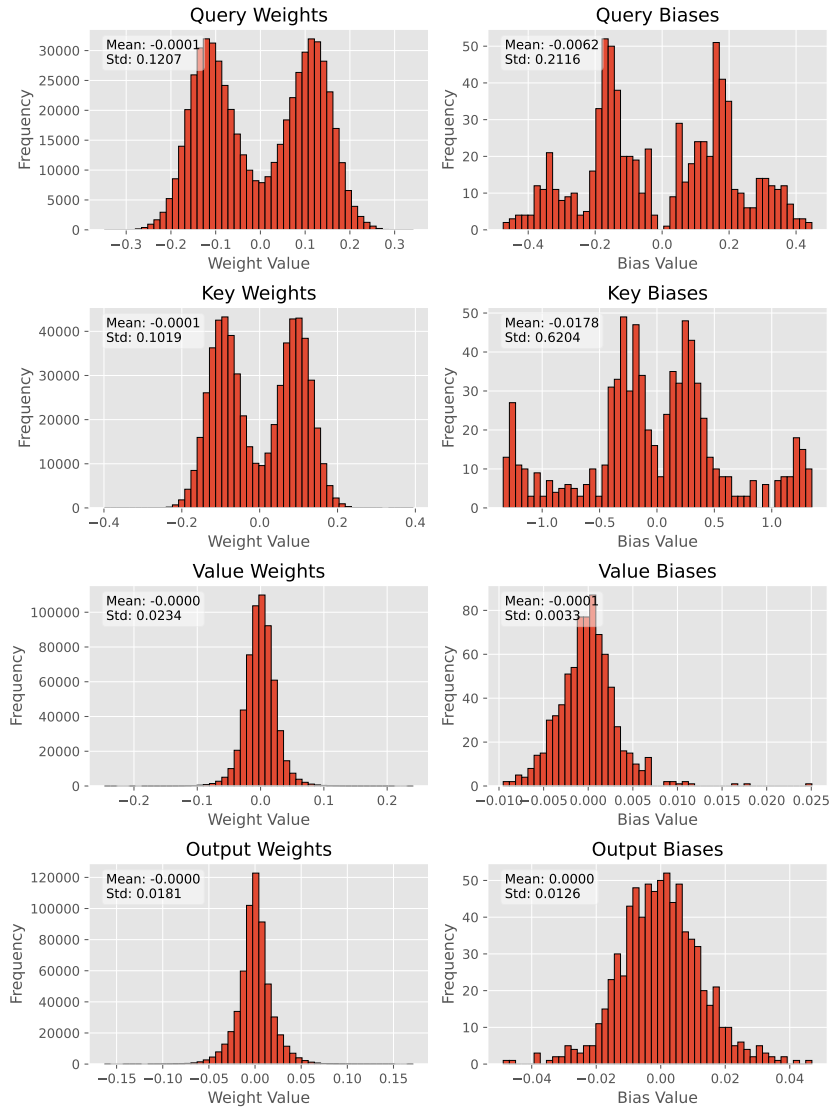 Query Weights
Mean: -0.0001
Std: 0.1207
Frequency
30000
25000
20000
15000
10000
5000
0
−0.3 −0.2 −0.1 0.0 0.1 0.2 0.3
Weight Value
Query Biases
Mean: -0.0062
Std: 0.2116
Frequency
50
40
30
20
10
0
−0.4 −0.2 0.0 0.2 0.4
Bias Value
Key Weights
Mean: -0.0001
Std: 0.1019
Frequency
40000
30000
20000
10000
0
−0.4 −0.2 0.0 0.2 0.4
Weight Value
Key Biases
Mean: -0.0178
Std: 0.6204
Frequency
50
40
30
20
10
0
−1.0 −0.5 0.0 0.5 1.0
Bias Value
Value Weights
Mean: -0.0000
Std: 0.0234
Frequency
100000
80000
60000
40000
20000
0
−0.2 −0.1 0.0 0.1 0.2
Weight Value
Value Biases
Mean: -0.0001
Std: 0.0033
Frequency
80
60
40
20
0
−0.010 −0.005 0.000 0.005 0.010 0.015 0.020 0.025
Bias Value
Output Weights
Mean: -0.0000
Std: 0.0181
Frequency
120000
100000
80000
60000
40000
20000
0
−0.15 −0.10 −0.05 0.00 0.05 0.10 0.15
Weight Value
Output Biases
Mean: 0.0000
Std: 0.0126
Frequency
50
40
30
20
10
0
−0.04 −0.02 0.00 0.02 0.04
Bias Value